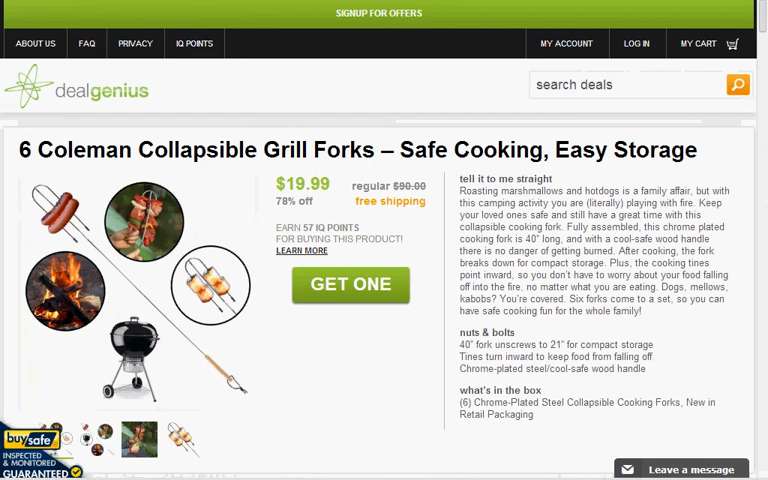 SIGNUP FOR OFFERS
ABOUT US FAQ PRIVACY IQ POINTS MY ACCOUNT LOG IN MY CART
dealgenius
search deals
6 Coleman Collapsible Grill Forks – Safe Cooking, Easy Storage
$19.99 regular $90.00
78% off free shipping
EARN 57 IQ POINTS
FOR BUYING THIS PRODUCT!
LEARN MORE
GET ONE
tell it to me straight
Roasting marshmallows and hotdogs is a family affair, but with
this camping activity you are (literally) playing with fire. Keep
your loved ones safe and still have a great time with this
collapsible cooking fork. Fully assembled, this chrome plated
cooking fork is 40" long, and with a cool-safe wood handle
there is no danger of getting burned. After cooking, the fork
breaks down for compact storage. Plus, the cooking tines
point inward, so you don't have to worry about your food falling
off into the fire, no matter what you are eating. Dogs, mellows,
kabobs? You're covered. Six forks come to a set, so you can
have safe cooking fun for the whole family!
nuts & bolts
40" fork unscrews to 21" for compact storage
Tines turn inward to keep food from falling off
Chrome-plated steel/cool-safe wood handle
what's in the box
(6) Chrome-Plated Steel Collapsible Cooking Forks, New in
Retail Packaging
buySafe
INSPECTED
& MONITORED
GUARANTEED
Leave a message